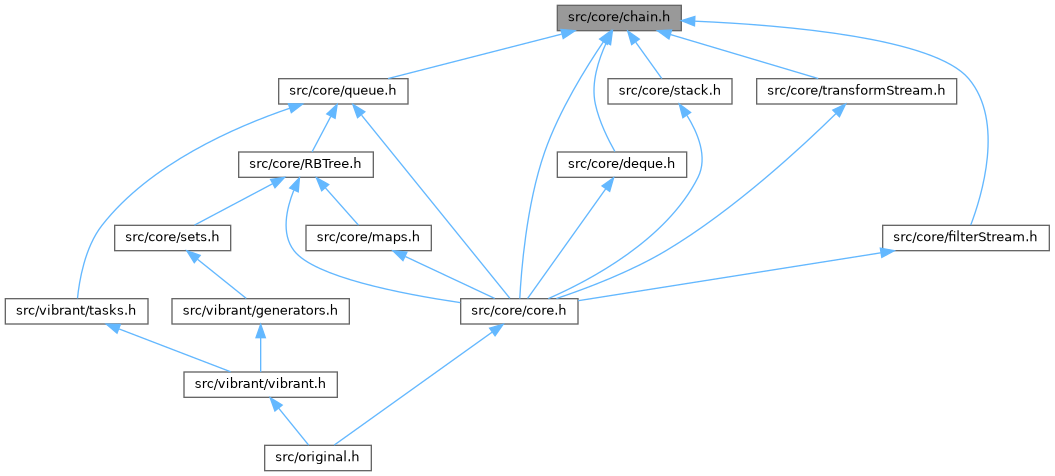 src/core/chain.h
src/core/queue.h
src/core/stack.h
src/core/transformStream.h
src/core/RBTree.h
src/core/deque.h
src/core/sets.h
src/core/maps.h
src/core/filterStream.h
src/vibrant/tasks.h
src/vibrant/generators.h
src/core/core.h
src/vibrant/vibrant.h
src/original.h